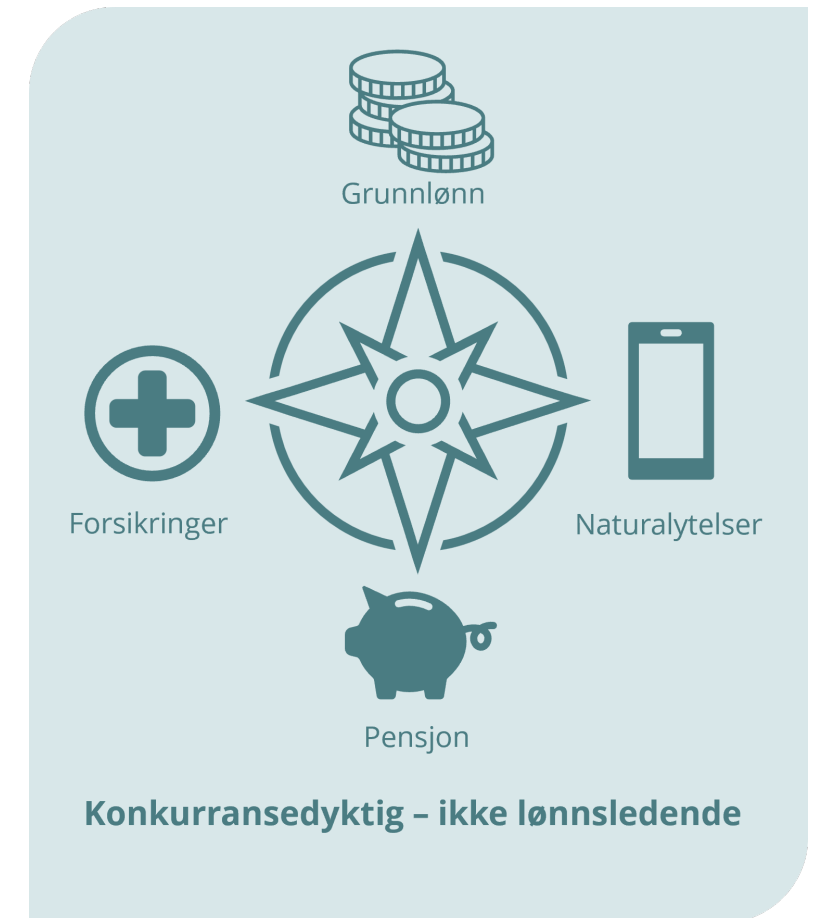 Grunnlønn
Forsikringer
Naturalytelser
Pensjon
Konkurransedyktig – ikke lønnsledende